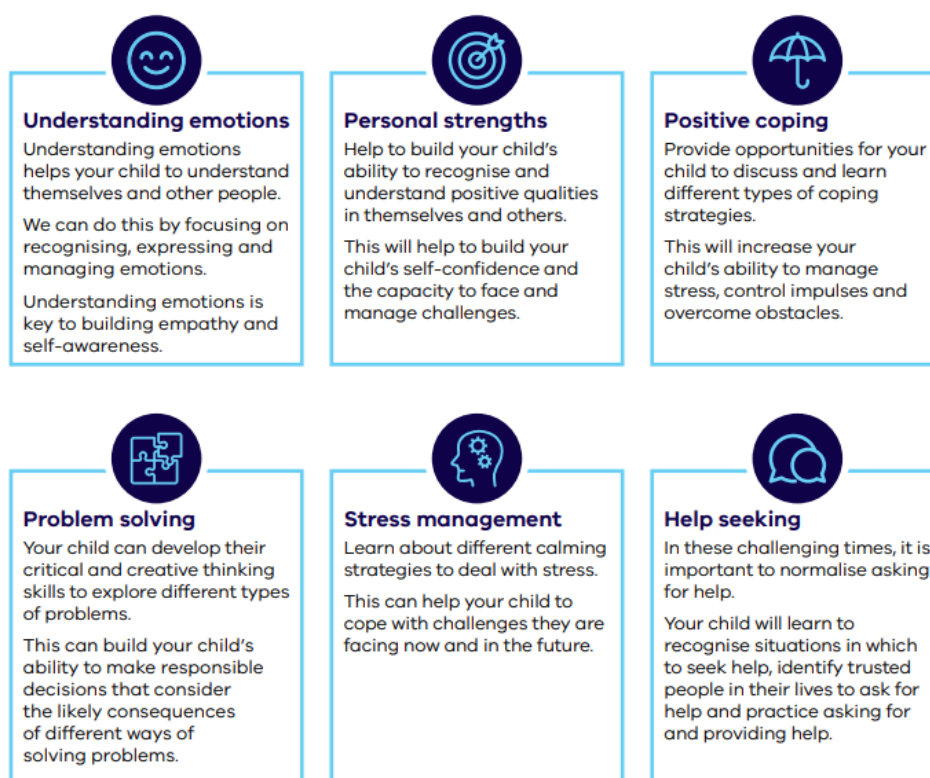 Understanding emotions
Understanding emotions
helps your child to understand
themselves and other people.
We can do this by focusing on
recognising, expressing and
managing emotions.
Understanding emotions is
key to building empathy and
self-awareness.
Personal strengths
Help to build your child's
ability to recognise and
understand positive qualities
in themselves and others.
This will help to build your
child's self-confidence and
the capacity to face and
manage challenges.
Positive coping
Provide opportunities for your
child to discuss and learn
different types of coping
strategies.
This will increase your
child's ability to manage
stress, control impulses and
overcome obstacles.
Problem solving
Your child can develop their
critical and creative thinking
skills to explore different types
of problems.
This can build your child's
ability to make responsible
decisions that consider
the likely consequences
of different ways of
solving problems.
Stress management
Learn about different calming
strategies to deal with stress.
This can help your child to
cope with challenges they are
facing now and in the future.
Help seeking
In these challenging times, it is
important to normalise asking
for help.
Your child will learn to
recognise situations in which
to seek help, identify trusted
people in their lives to ask for
help and practice asking for
and providing help.